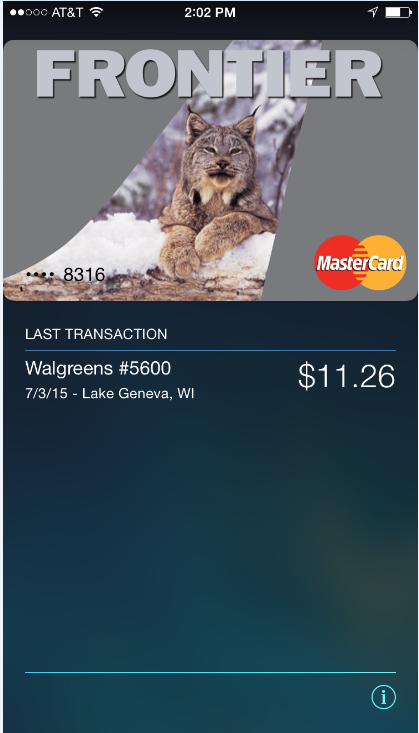 AT&T 2:02 PM
FRONTIER
•••• 8316
MasterCard
LAST TRANSACTION
Walgreens #5600
$11.26
7/3/15 - Lake Geneva, WI
i